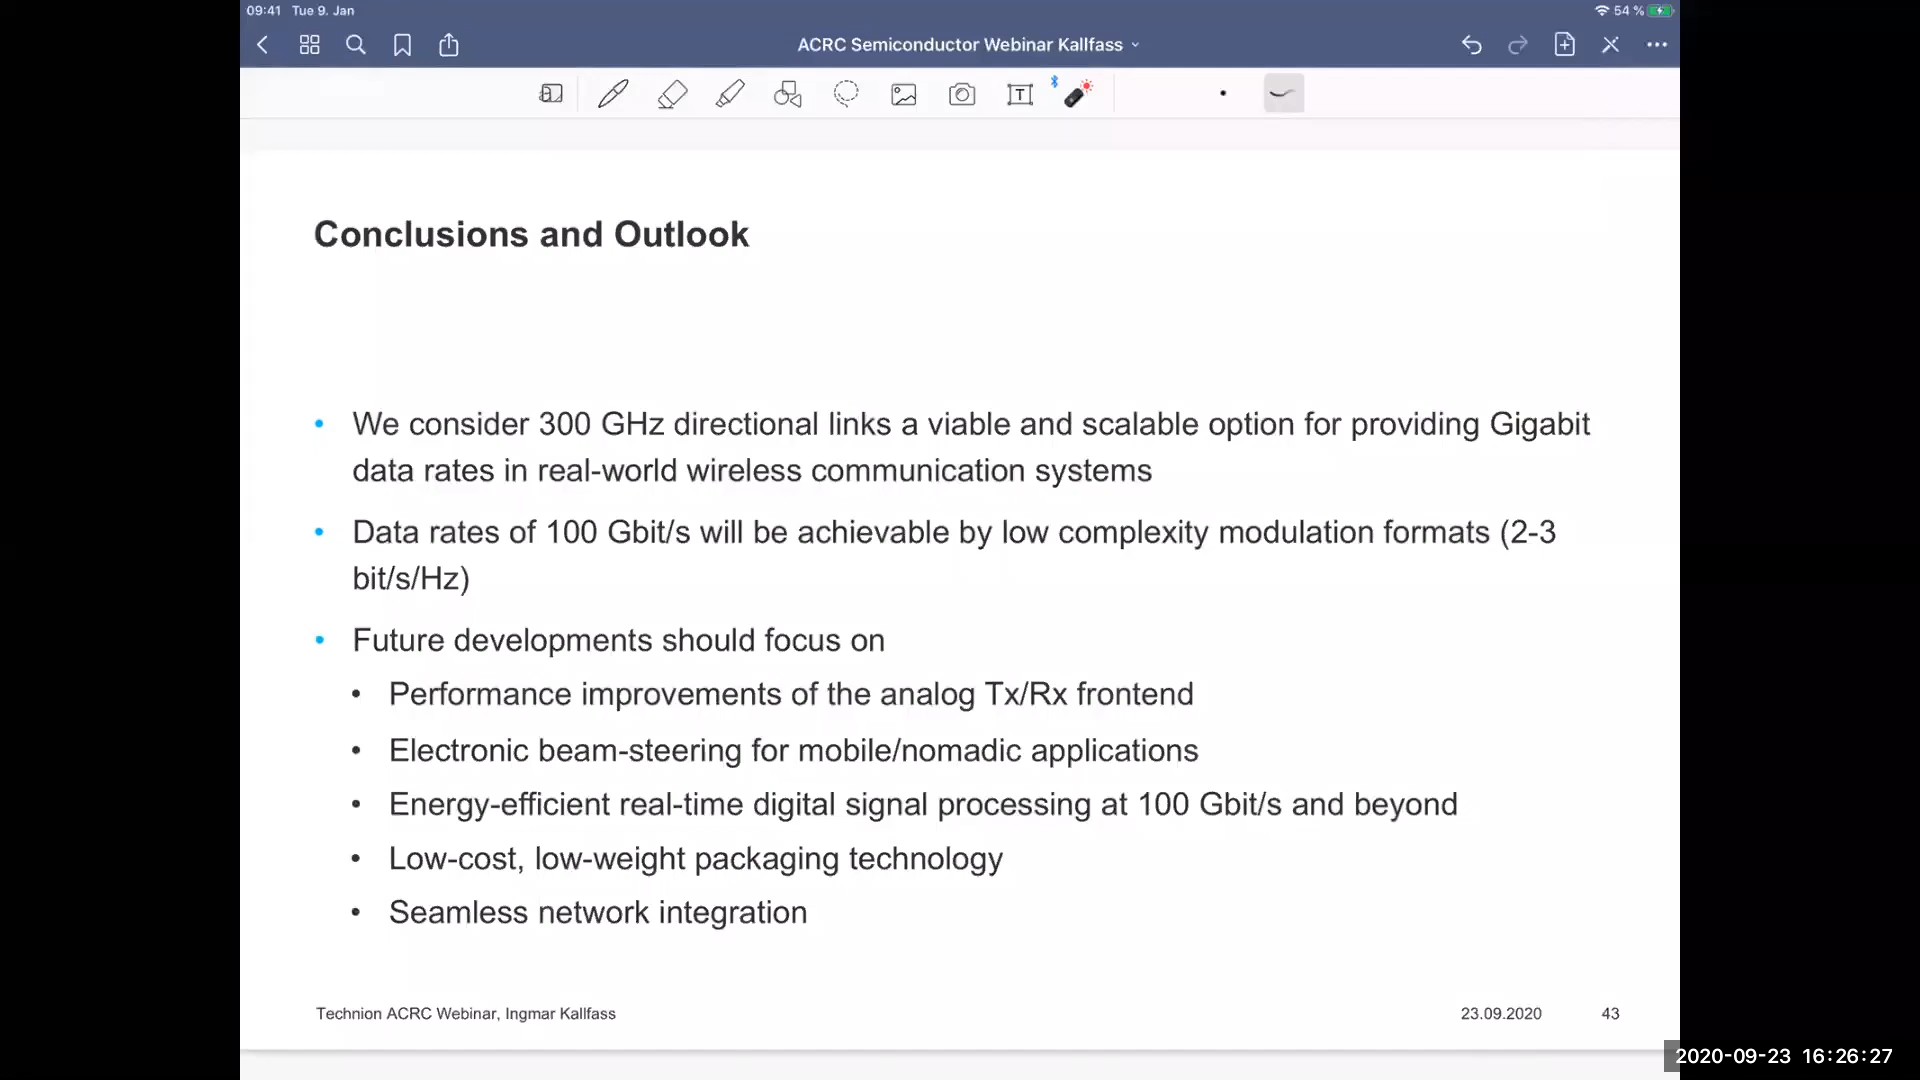 09:41 Tue 9. Jan
54 %
ACRC Semiconductor Webinar Kallfass
T
Conclusions and Outlook
• We consider 300 GHz directional links a viable and scalable option for providing Gigabit
data rates in real-world wireless communication systems
• Data rates of 100 Gbit/s will be achievable by low complexity modulation formats (2-3
bit/s/Hz)
• Future developments should focus on
• Performance improvements of the analog Tx/Rx frontend
• Electronic beam-steering for mobile/nomadic applications
• Energy-efficient real-time digital signal processing at 100 Gbit/s and beyond
• Low-cost, low-weight packaging technology
• Seamless network integration
Technion ACRC Webinar, Ingmar Kallfass
23.09.2020
43
2020-09-23 16:26:27